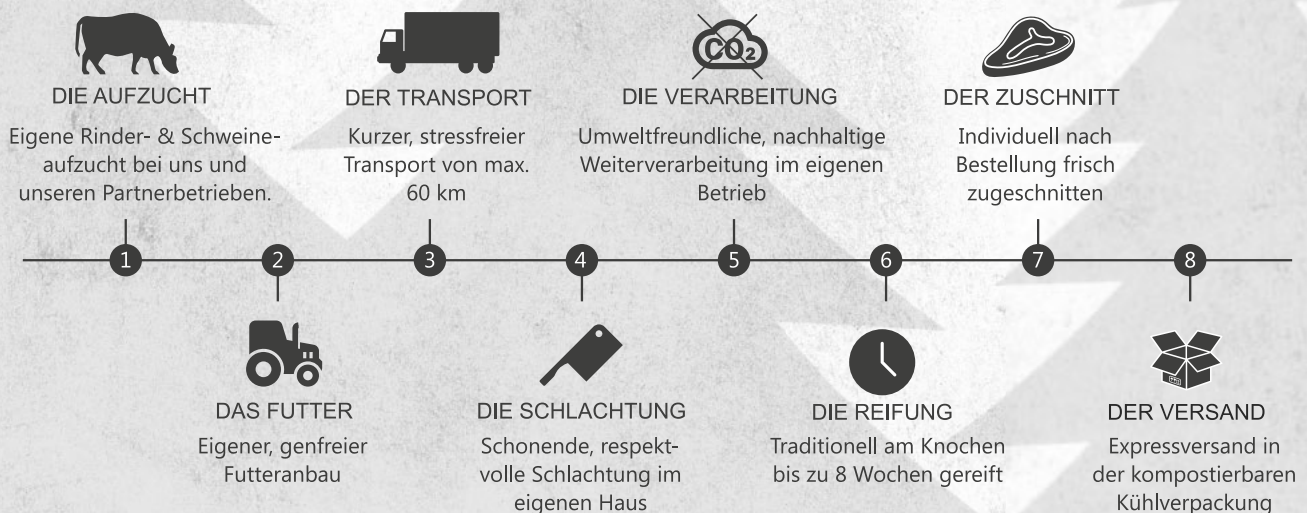 CO₂
DIE AUFZUCHT
Eigene Rinder- & Schweine-
aufzucht bei uns und
unseren Partnerbetrieben.
1
DAS FUTTER
Eigener, genfreier
Futteranbau
2
DER TRANSPORT
Kurzer, stressfreier
Transport von max.
60 km
3
DIE SCHLACHTUNG
Schonende, respekt-
volle Schlachtung im
eigenen Haus
4
DIE VERARBEITUNG
Umweltfreundliche, nachhaltige
Weiterverarbeitung im eigenen
Betrieb
5
DIE REIFUNG
Traditionell am Knochen
bis zu 8 Wochen gereift
6
DER ZUSCHNITT
Individuell nach
Bestellung frisch
zugeschnitten
7
DER VERSAND
Expressversand in
der kompostierbaren
Kühlverpackung
8